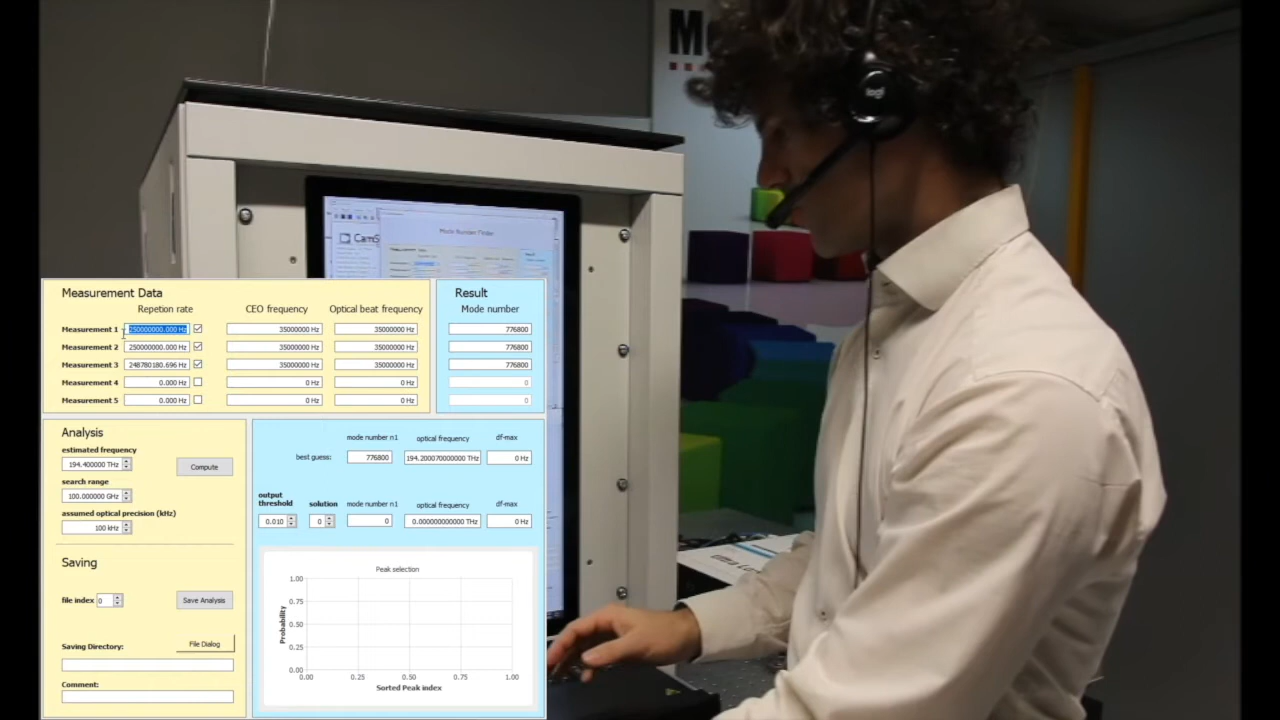 M
logi
CamS
Mode Number Finder
Measurement Data
Repetion rate CEO frequency Optical beat frequency
Measurement 1 250000000.000 Hz 35000000 Hz 35000000 Hz
Measurement 2 250000000.000 Hz 35000000 Hz 35000000 Hz
Measurement 3 248780180.696 Hz 35000000 Hz 35000000 Hz
Measurement 4 0.000 Hz 0 Hz 0 Hz
Measurement 5 0.000 Hz 0 Hz 0 Hz
Result
Mode number
776800
776800
776800
0
0
Analysis
estimated frequency
194.400000 THz
Compute
search range
100.000000 GHz
assumed optical precision (kHz)
100 kHz
Saving
file index 0 Save Analysis
File Dialog
Saving Directory:
Comment:
mode number n1 optical frequency df-max
best guess: 776800 194.200070000000 THz 0 Hz
output threshold solution mode number n1 optical frequency df-max
0.010 0 0 0.000000000000 THz 0 Hz
Peak selection
1.00
0.75
0.50
0.25
0.00
Probability
0.00 0.25 0.50 0.75 1.00
Sorted Peak index